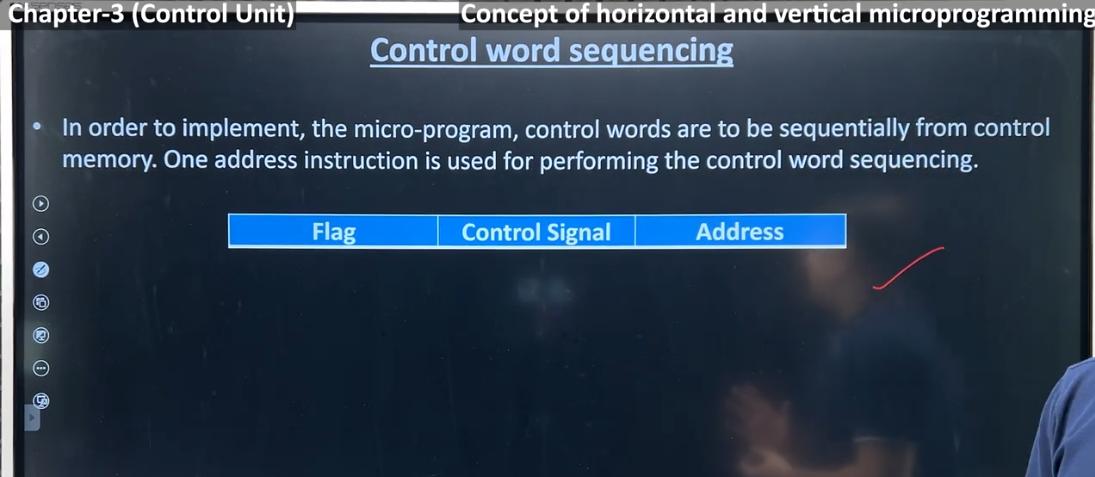 Chapter-3 (Control Unit)
Concept of horizontal and vertical microprogramming
Control word sequencing
• In order to implement, the micro-program, control words are to be sequentially from control
memory. One address instruction is used for performing the control word sequencing.
Flag Control Signal Address